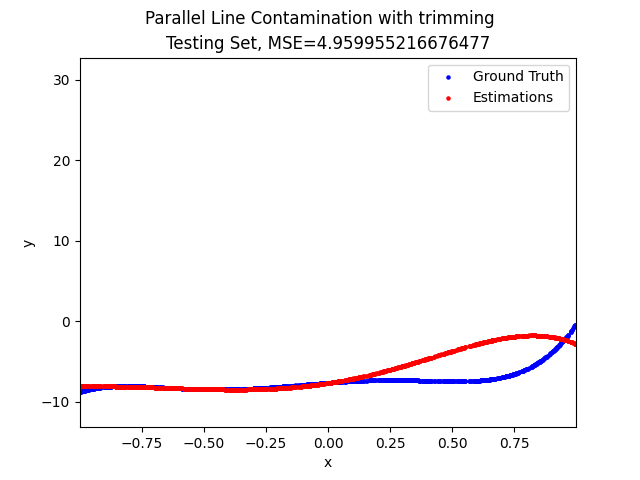 Parallel Line Contamination with trimming
Testing Set, MSE=4.959955216676477
Ground Truth
Estimations
30
20
10
0
−10
y
−0.75 −0.50 −0.25 0.00 0.25 0.50 0.75
x